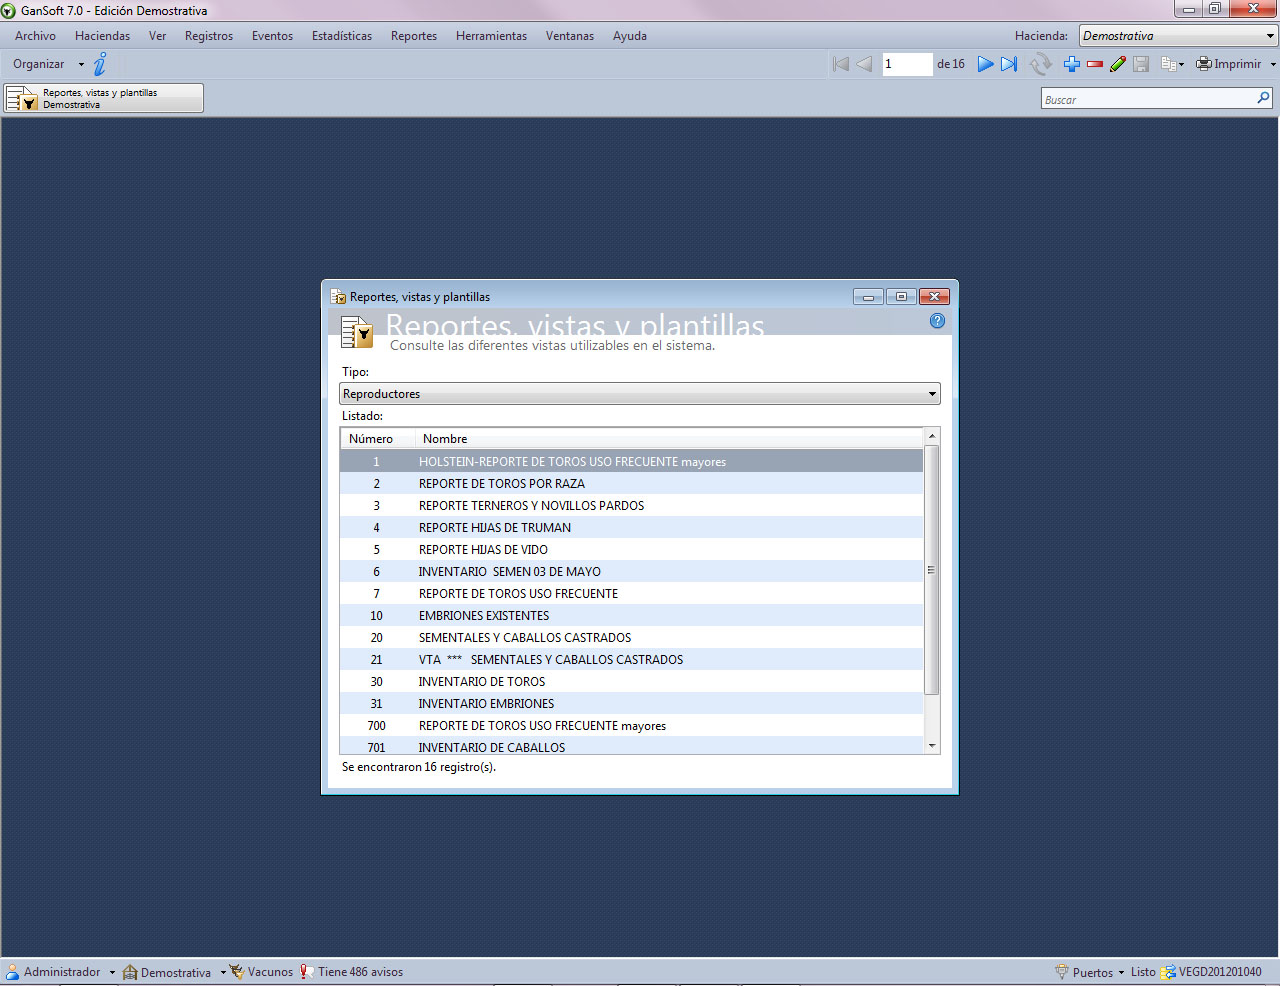 GanSoft 7.0 - Edición Demostrativa
Archivo Haciendas Ver Registros Eventos Estadísticas Reportes Herramientas Ventanas Ayuda Hacienda: Demostrativa
Organizar 1 de 16 Imprimir
Reportes, vistas y plantillas
Demostrativa
Buscar
Reportes, vistas y plantillas
Reportes, vistas y plantillas
Consulte las diferentes vistas utilizables en el sistema.
Tipo:
Reproductores
Listado:
Número Nombre
1 HOLSTEIN-REPORTE DE TOROS USO FRECUENTE mayores
2 REPORTE DE TOROS POR RAZA
3 REPORTE TERNEROS Y NOVILLOS PARDOS
4 REPORTE HIJAS DE TRUMAN
5 REPORTE HIJAS DE VIDO
6 INVENTARIO SEMEN 03 DE MAYO
7 REPORTE DE TOROS USO FRECUENTE
10 EMBRIONES EXISTENTES
20 SEMENTALES Y CABALLOS CASTRADOS
21 VTA *** SEMENTALES Y CABALLOS CASTRADOS
30 INVENTARIO DE TOROS
31 INVENTARIO EMBRIONES
700 REPORTE DE TOROS USO FRECUENTE mayores
701 INVENTARIO DE CABALLOS
Se encontraron 16 registro(s).
Administrador Demostrativa Vacunos Tiene 486 avisos Puertos Listo VEGD201201040